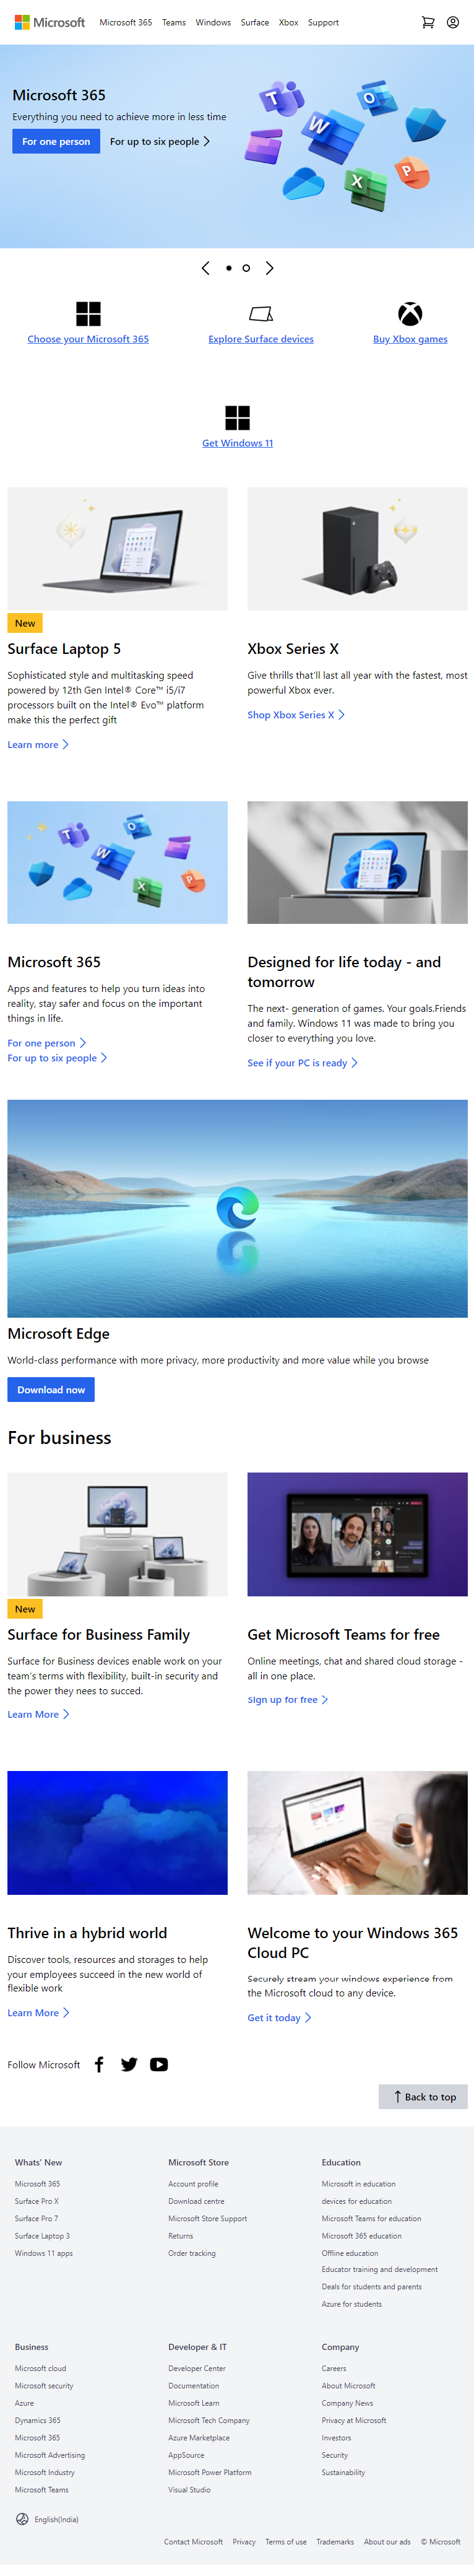 Microsoft
Microsoft 365 Teams Windows Surface Xbox Support
Microsoft 365
Everything you need to achieve more in less time
For one person
For up to six people
Choose your Microsoft 365
Explore Surface devices
Buy Xbox games
Get Windows 11
New
Surface Laptop 5
Sophisticated style and multitasking speed
powered by 12th Gen Intel® Core™ i5/i7
processors built on the Intel® Evo™ platform
make this the perfect gift
Learn more
Xbox Series X
Give thrills that'll last all year with the fastest, most
powerful Xbox ever.
Shop Xbox Series X
Microsoft 365
Apps and features to help you turn ideas into
reality, stay safer and focus on the important
things in life.
For one person
For up to six people
Designed for life today - and
tomorrow
The next- generation of games. Your goals.Friends
and family. Windows 11 was made to bring you
closer to everything you love.
See if your PC is ready
Microsoft Edge
World-class performance with more privacy, more productivity and more value while you browse
Download now
For business
New
Surface for Business Family
Surface for Business devices enable work on your
team's terms with flexibility, built-in security and
the power they nees to succed.
Learn More
Get Microsoft Teams for free
Online meetings, chat and shared cloud storage -
all in one place.
Sign up for free
Thrive in a hybrid world
Discover tools, resources and storages to help
your employees succeed in the new world of
flexible work
Learn More
Welcome to your Windows 365
Cloud PC
Securely stream your windows experience from
the Microsoft cloud to any device.
Get it today
Follow Microsoft
Back to top
Whats' New
Microsoft 365
Surface Pro X
Surface Pro 7
Surface Laptop 3
Windows 11 apps
Microsoft Store
Account profile
Download centre
Microsoft Store Support
Returns
Order tracking
Education
Microsoft in education
devices for education
Microsoft Teams for education
Microsoft 365 education
Offline education
Educator training and development
Deals for students and parents
Azure for students
Business
Microsoft cloud
Microsoft security
Azure
Dynamics 365
Microsoft 365
Microsoft Advertising
Microsoft Industry
Microsoft Teams
Developer & IT
Developer Center
Documentation
Microsoft Learn
Microsoft Tech Company
Azure Marketplace
AppSource
Microsoft Power Platform
Visual Studio
Company
Careers
About Microsoft
Company News
Privacy at Microsoft
Investors
Security
Sustainability
English(India)
Contact Microsoft Privacy Terms of use Trademarks About our ads © Microsoft